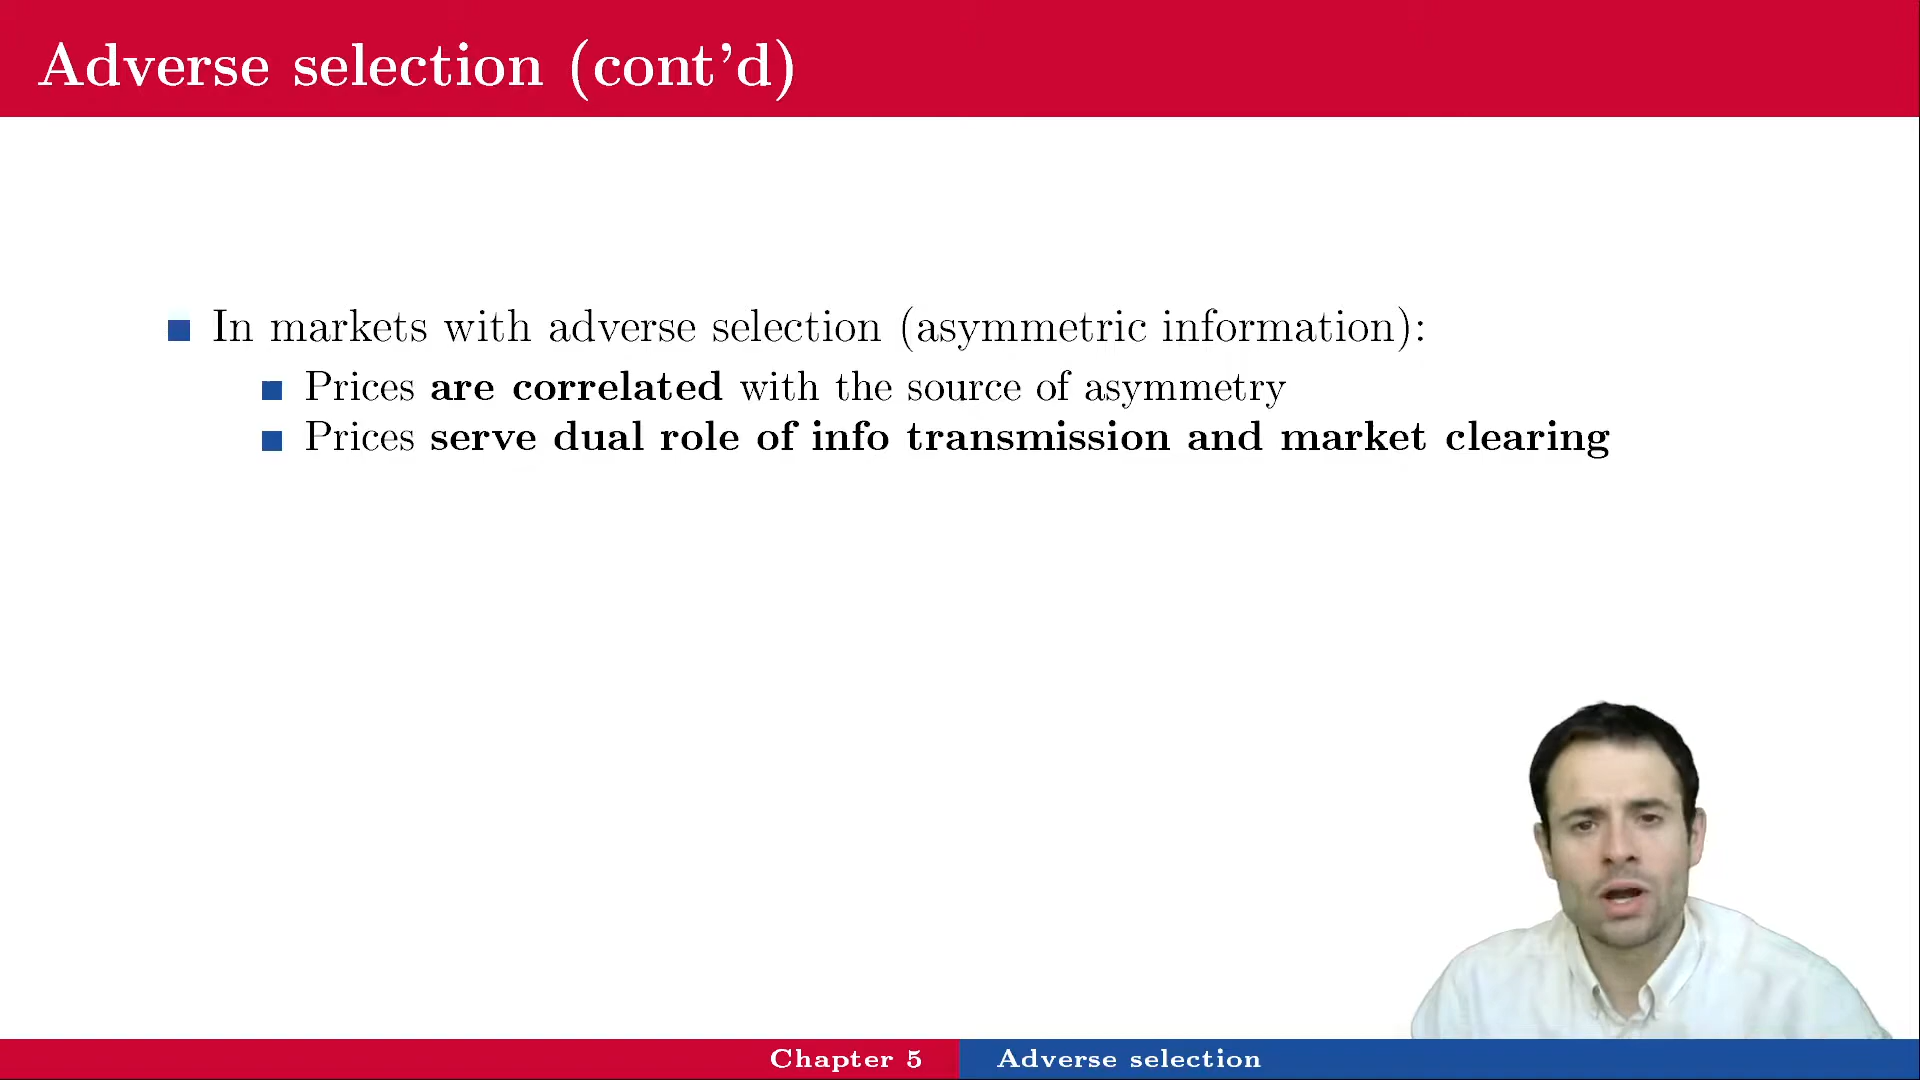 Adverse selection (cont'd)
In markets with adverse selection (asymmetric information):
Prices are correlated with the source of asymmetry
Prices serve dual role of info transmission and market clearing
Chapter 5
Adverse selection